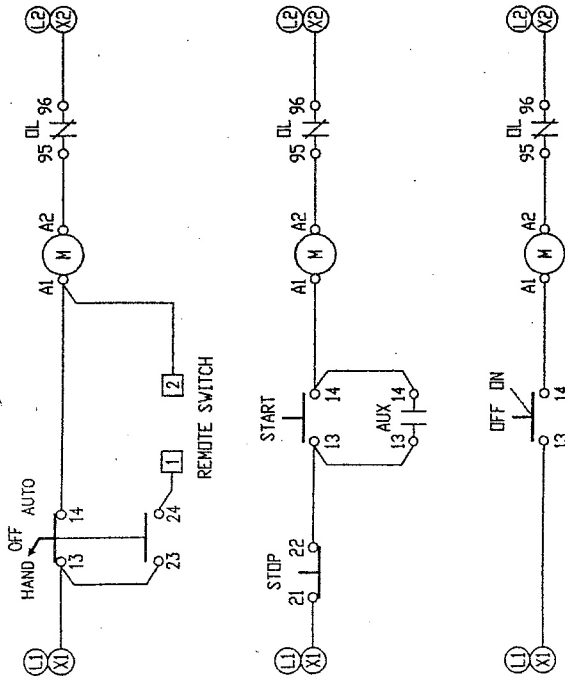 HAND OFF AUTO
L1 X1 13 14 A1 M A2 95 OL 96 L2 X2
23 24 1 2
REMOTE SWITCH
STOP START
L1 X1 21 22 13 14 A1 M A2 95 OL 96 L2 X2
AUX
13 14
OFF ON
L1 X1 13 14 A1 M A2 95 OL 96 L2 X2